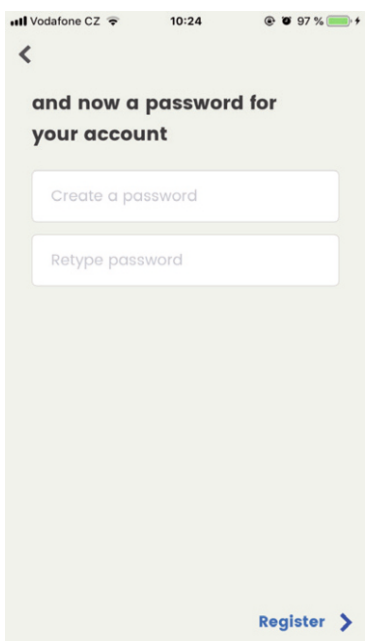 Vodafone CZ 10:24 97 %
and now a password for
your account
Create a password
Retype password
Register